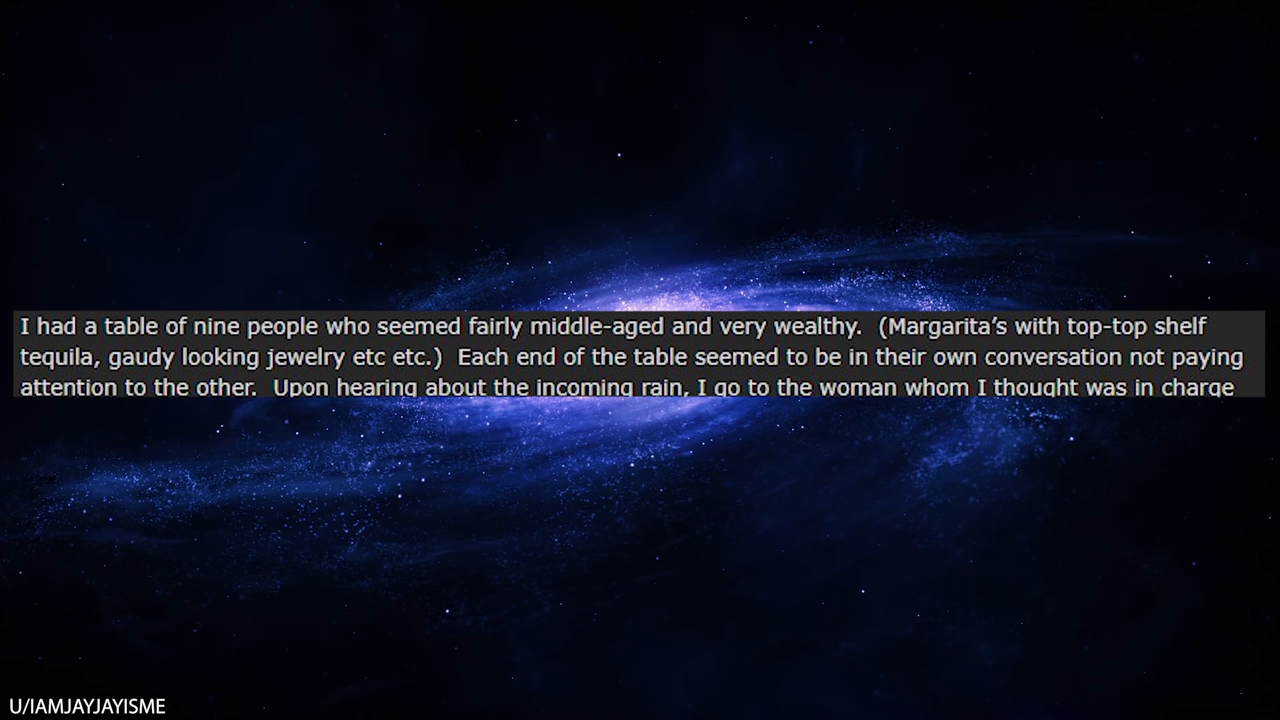 I had a table of nine people who seemed fairly middle-aged and very wealthy.  (Margarita’s with top-top shelf
tequila, gaudy looking jewelry etc etc.)  Each end of the table seemed to be in their own conversation not paying
attention to the other.  Upon hearing about the incoming rain, I go to the woman whom I thought was in charge
U/IAMJAYJAYISME